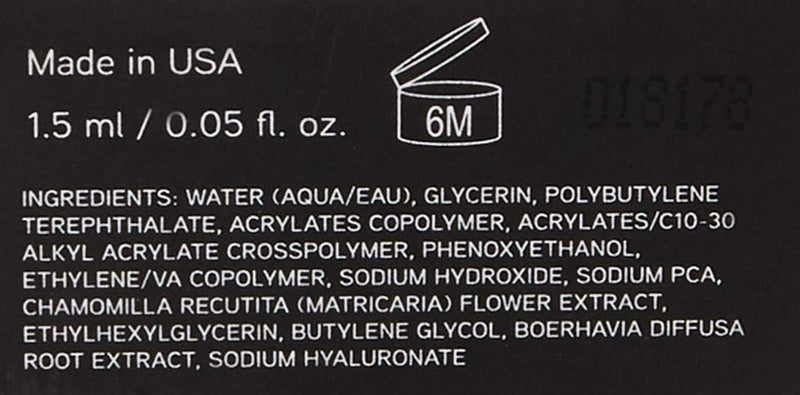 Made in USA
1.5 ml / 0.05 fl. oz.
6M
018178
INGREDIENTS: WATER (AQUA/EAU), GLYCERIN, POLYBUTYLENE
TEREPHTHALATE, ACRYLATES COPOLYMER, ACRYLATES/C10-30
ALKYL ACRYLATE CROSSPOLYMER, PHENOXYETHANOL,
ETHYLENE/VA COPOLYMER, SODIUM HYDROXIDE, SODIUM PCA,
CHAMOMILLA RECUTITA (MATRICARIA) FLOWER EXTRACT,
ETHYLHEXYLGLYCERIN, BUTYLENE GLYCOL, BOERHAVIA DIFFUSA
ROOT EXTRACT, SODIUM HYALURONATE